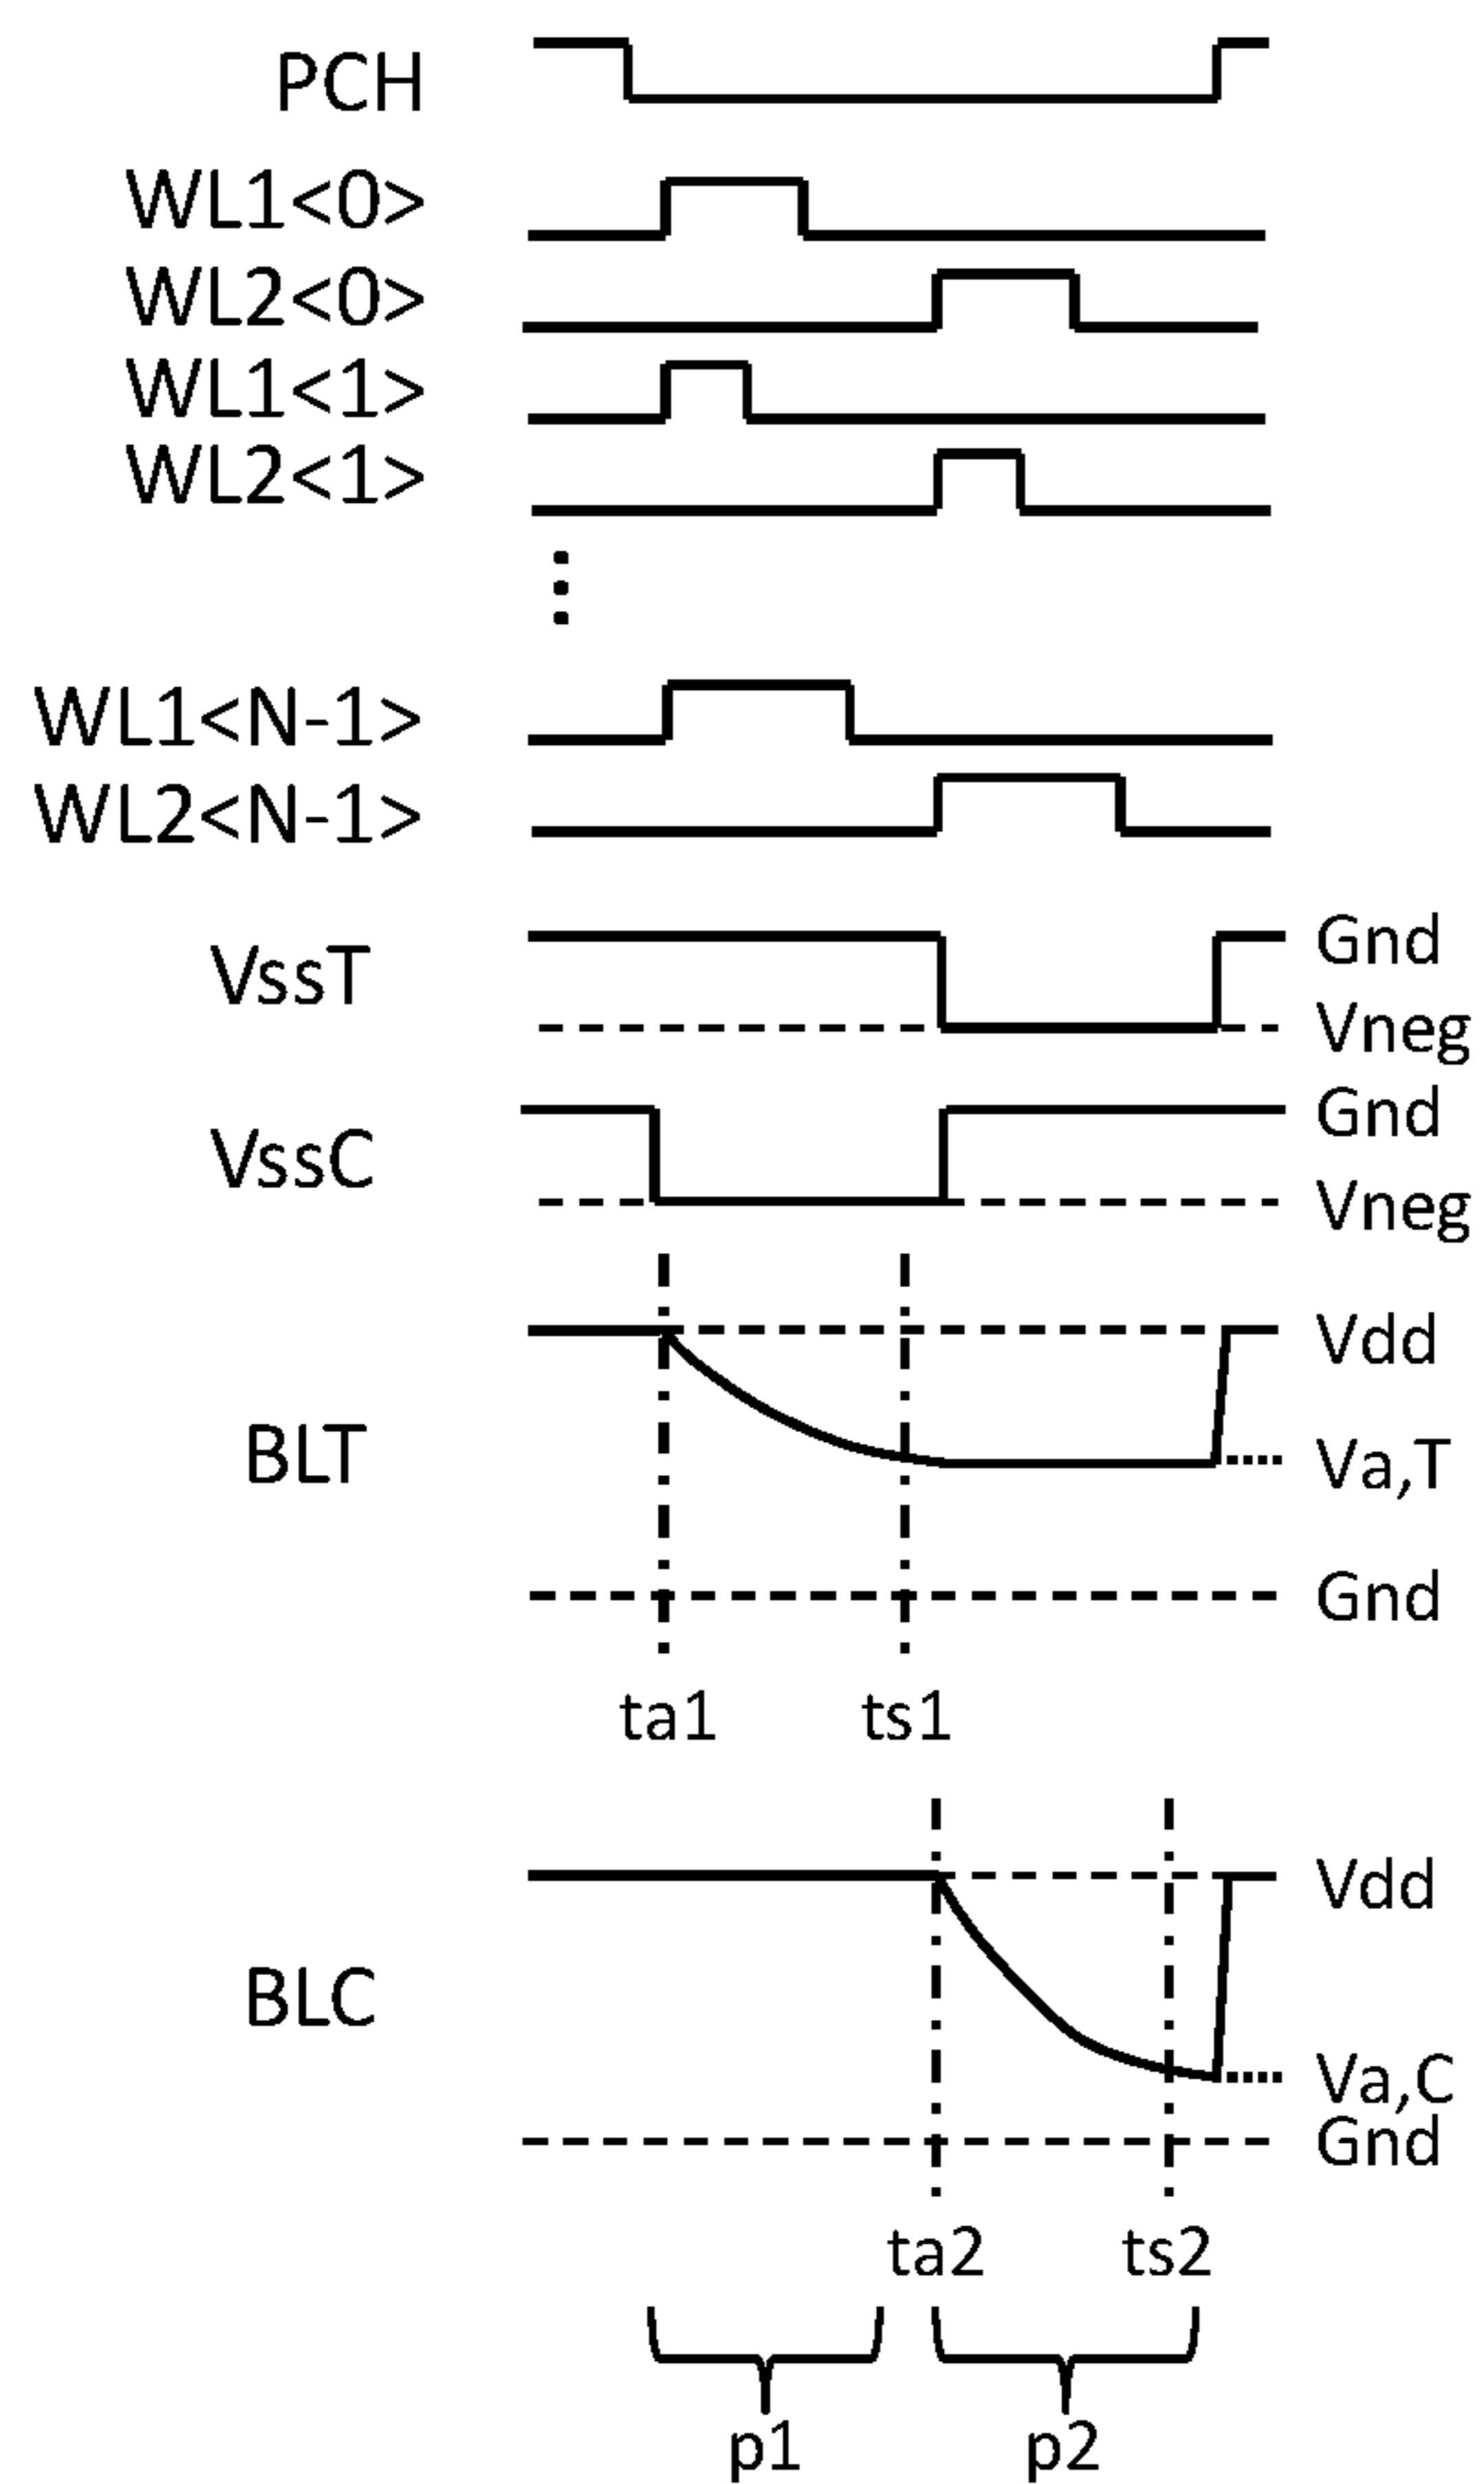 PCH
WL1<0>
WL2<0>
WL1<1>
WL2<1>
WL1<N-1>
WL2<N-1>
VssT
Gnd
Vneg
VssC
Gnd
Vneg
BLT
Vdd
Va,T
Gnd
ta1 ts1
BLC
Vdd
Va,C
Gnd
ta2 ts2
p1 p2